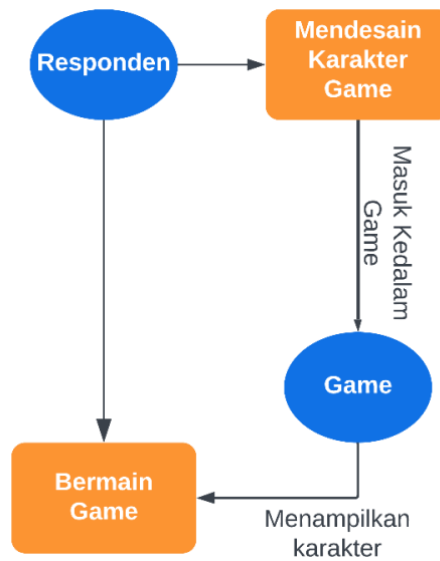 Responden
Mendesain
Karakter
Game
Masuk Kedalam
Game
Game
Bermain
Game
Menampilkan
karakter